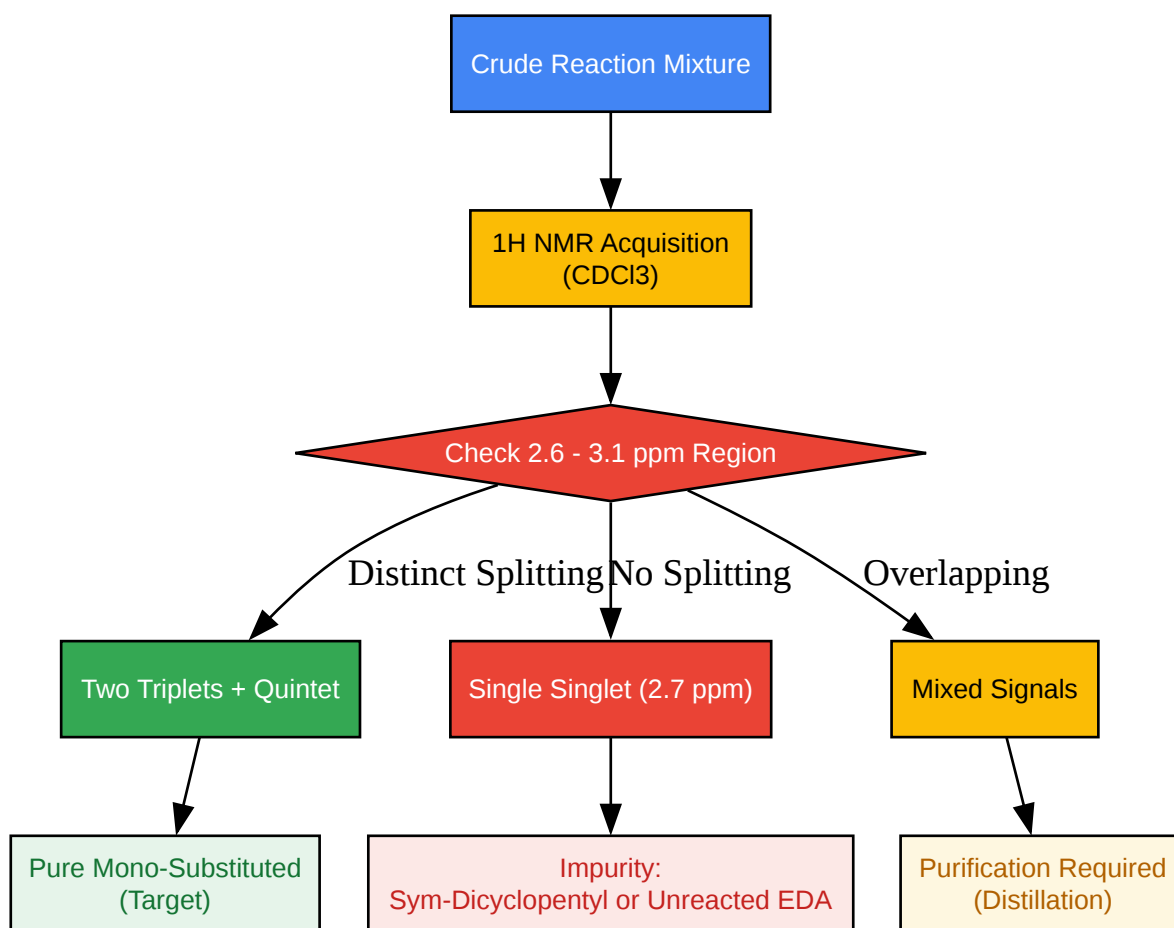 Crude Reaction Mixture
1H NMR Acquisition
(CDCl3)
Check 2.6 - 3.1 ppm Region
Distinct Splitting
No Splitting
Overlapping
Two Triplets + Quintet
Single Singlet (2.7 ppm)
Mixed Signals
Pure Mono-Substituted
(Target)
Impurity:
Sym-Dicyclopentyl or Unreacted EDA
Purification Required
(Distillation)